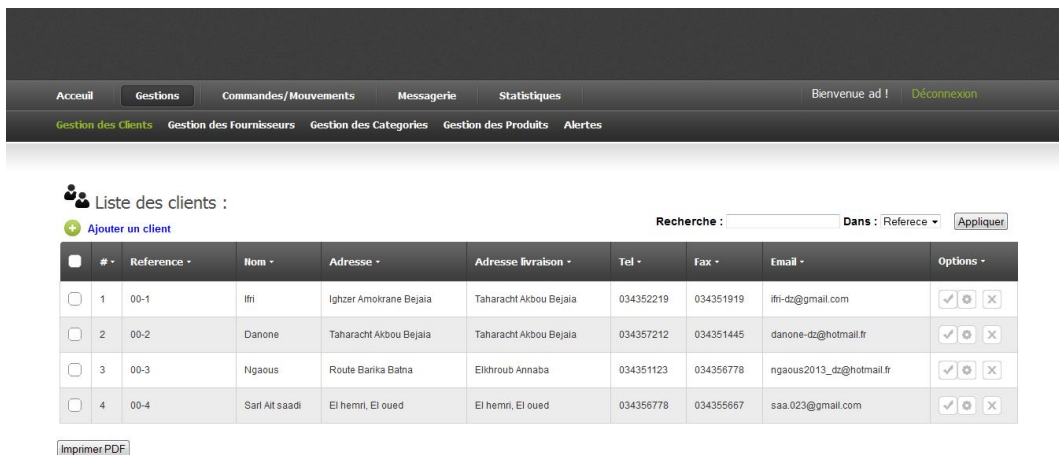 Acceuil Gestions Commandes/Mouvements Messagerie Statistiques Bienvenue ad ! Déconnexion
Gestion des Clients Gestion des Fournisseurs Gestion des Categories Gestion des Produits Alertes
Liste des clients :
Ajouter un client Recherche : Dans : Referece Appliquer
# Reference Nom Adresse Adresse livraison Tel Fax Email Options
1 00-1 Ifri Ighzer Amokrane Bejaia Taharacht Akbou Bejaia 034352219 034351919 ifri-dz@gmail.com
2 00-2 Danone Taharacht Akbou Bejaia Taharacht Akbou Bejaia 034357212 034351445 danone-dz@hotmail.fr
3 00-3 Ngaous Route Barika Batna Elkhroub Annaba 034351123 034356778 ngaous2013_dz@hotmail.fr
4 00-4 Sarl Ait saadi El hemri, El oued El hemri, El oued 034356778 034355667 saa.023@gmail.com
Imprimer PDF